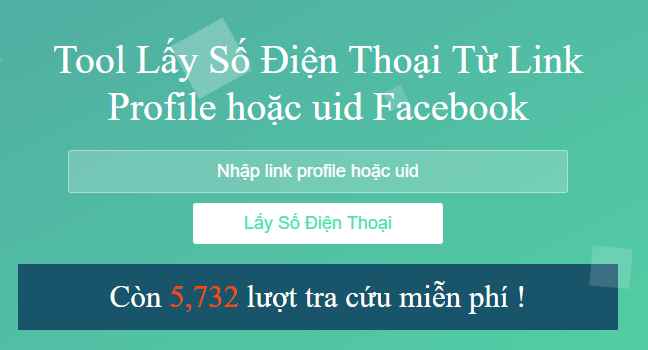 Tool Lấy Số Điện Thoại Từ Link
Profile hoặc uid Facebook
Nhập link profile hoặc uid
Lấy Số Điện Thoại
Còn 5,732 lượt tra cứu miễn phí !